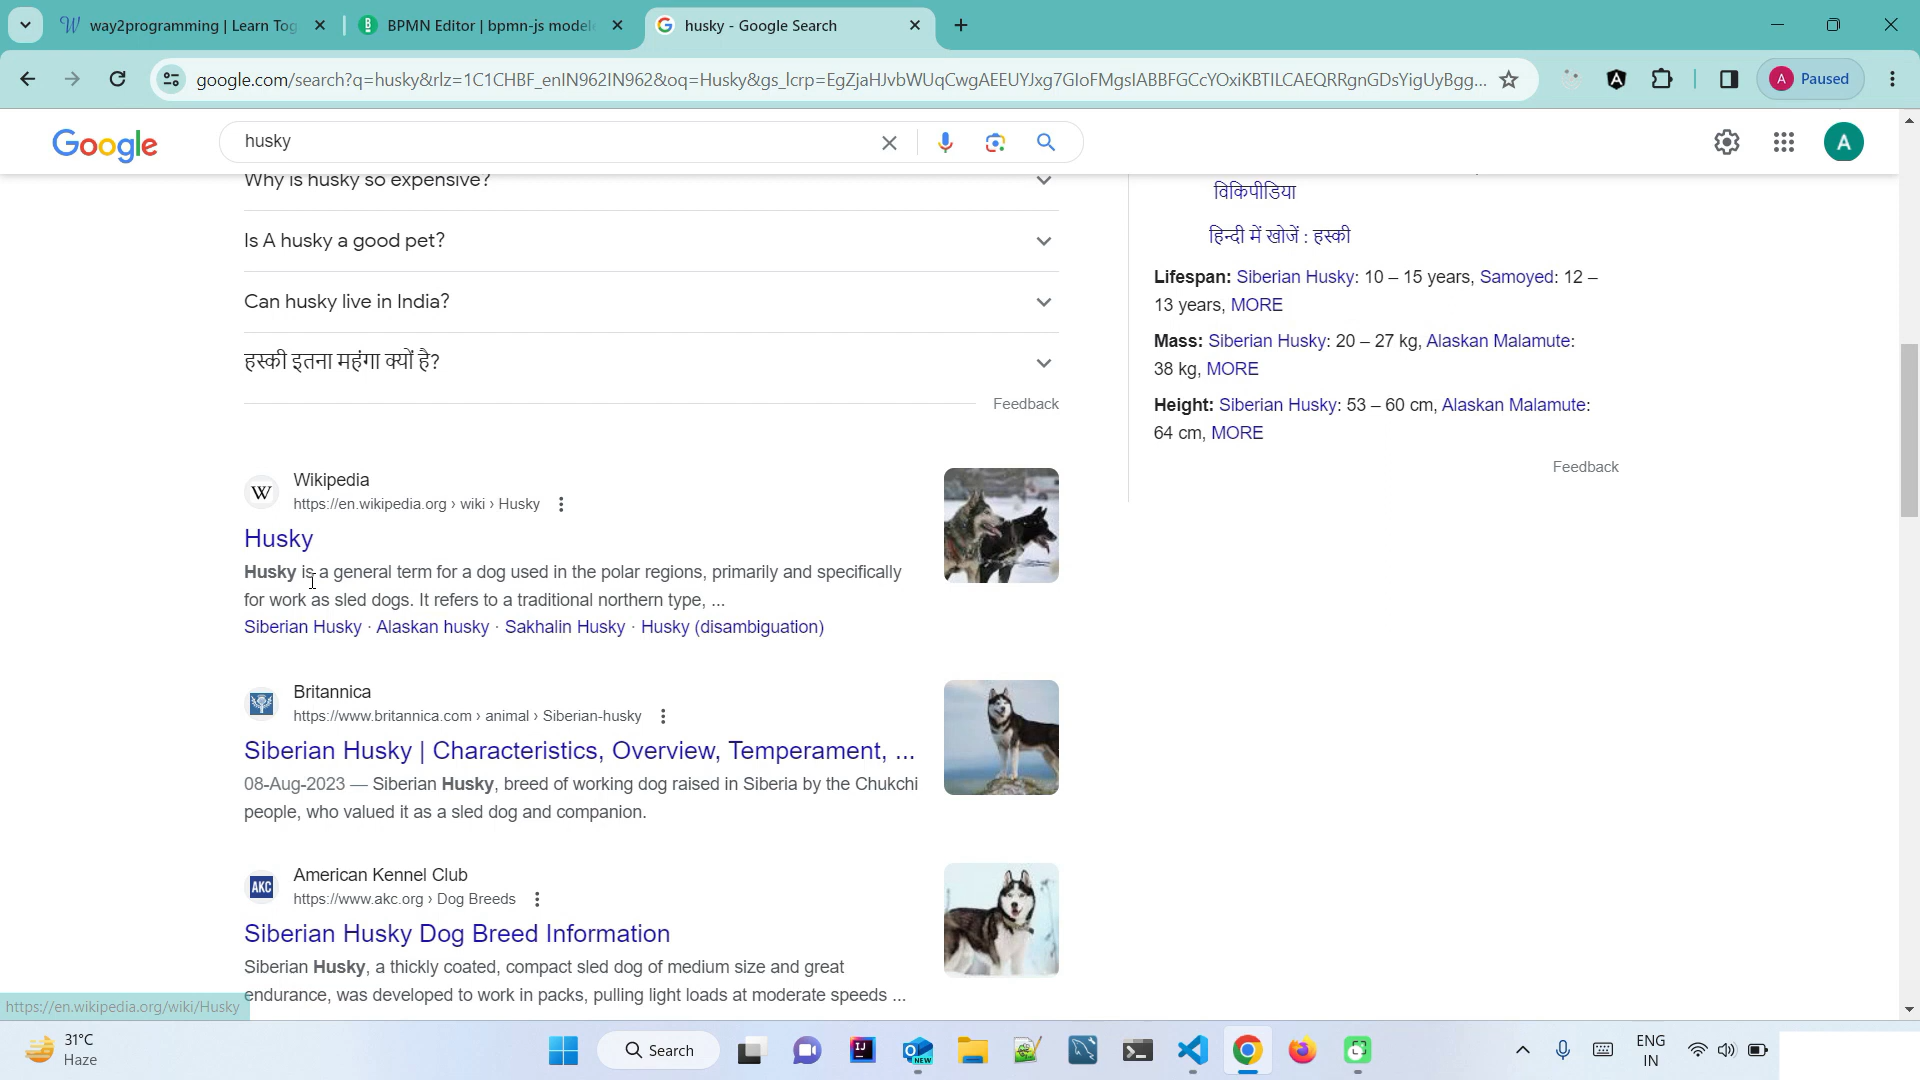 way2programming | Learn Tog
BPMN Editor | bpmn-js model
husky - Google Search
google.com/search?q=husky&rlz=1C1CHBF_enIN962IN962&oq=Husky&gs_lcrp=EgZjaHJvbWUqCwgAEEUYJxg7GIoFMgsIABBFGCcYOxiKBTILCAEQRRgnGDsYigUyBgg...
A Paused
Google
husky
A
Why is husky so expensive?
Is A husky a good pet?
Can husky live in India?
हस्की इतना महंगा क्यों है?
Feedback
विकिपीडिया
हिन्दी में खोजें : हस्की
Lifespan: Siberian Husky: 10 – 15 years, Samoyed: 12 –
13 years, MORE
Mass: Siberian Husky: 20 – 27 kg, Alaskan Malamute:
38 kg, MORE
Height: Siberian Husky: 53 – 60 cm, Alaskan Malamute:
64 cm, MORE
Feedback
W
Wikipedia
https://en.wikipedia.org › wiki › Husky
Husky
Husky is a general term for a dog used in the polar regions, primarily and specifically
for work as sled dogs. It refers to a traditional northern type, ...
Siberian Husky · Alaskan husky · Sakhalin Husky · Husky (disambiguation)
Britannica
https://www.britannica.com › animal › Siberian-husky
Siberian Husky | Characteristics, Overview, Temperament, ...
08-Aug-2023 — Siberian Husky, breed of working dog raised in Siberia by the Chukchi
people, who valued it as a sled dog and companion.
AKC
American Kennel Club
https://www.akc.org › Dog Breeds
Siberian Husky Dog Breed Information
Siberian Husky, a thickly coated, compact sled dog of medium size and great
endurance, was developed to work in packs, pulling light loads at moderate speeds ...
https://en.wikipedia.org/wiki/Husky
31°C
Haze
Search
ENG
IN